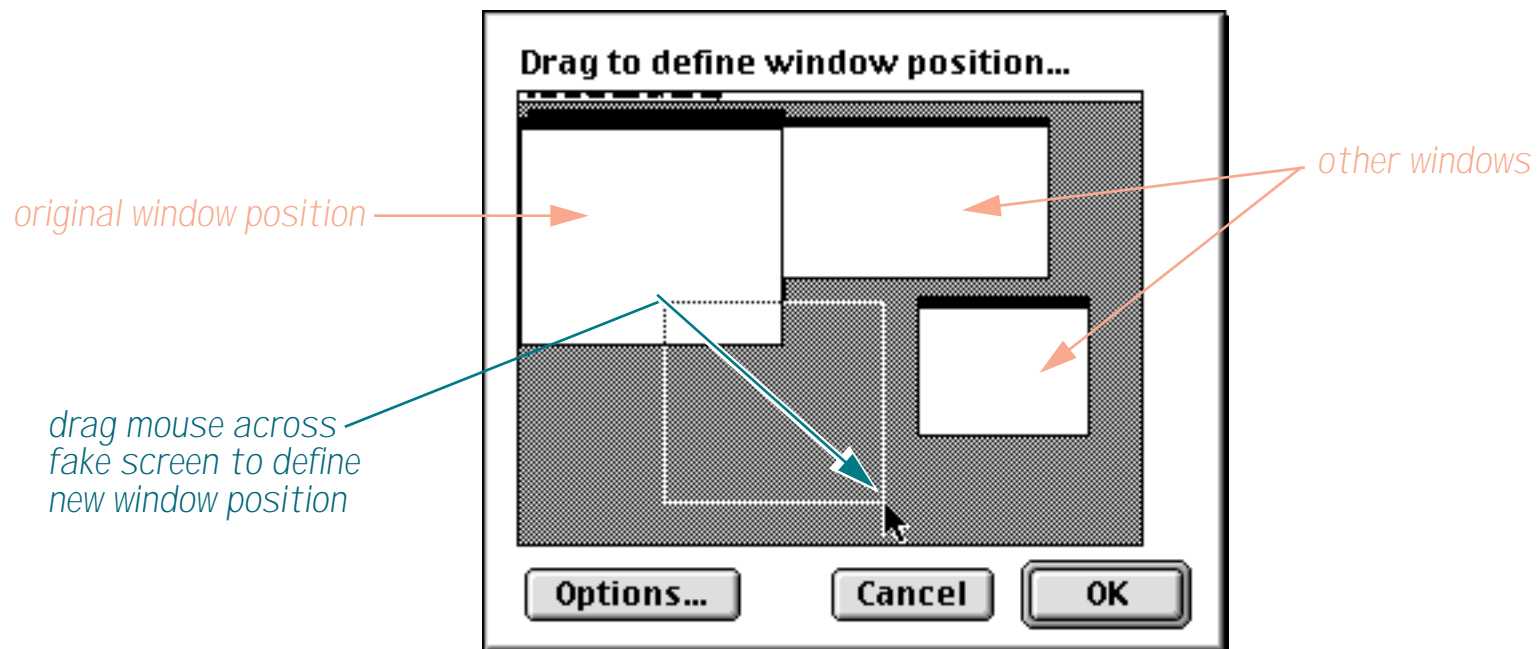 Drag to define window position...
other windows
original window position
drag mouse across
fake screen to define
new window position
Options...
Cancel
OK